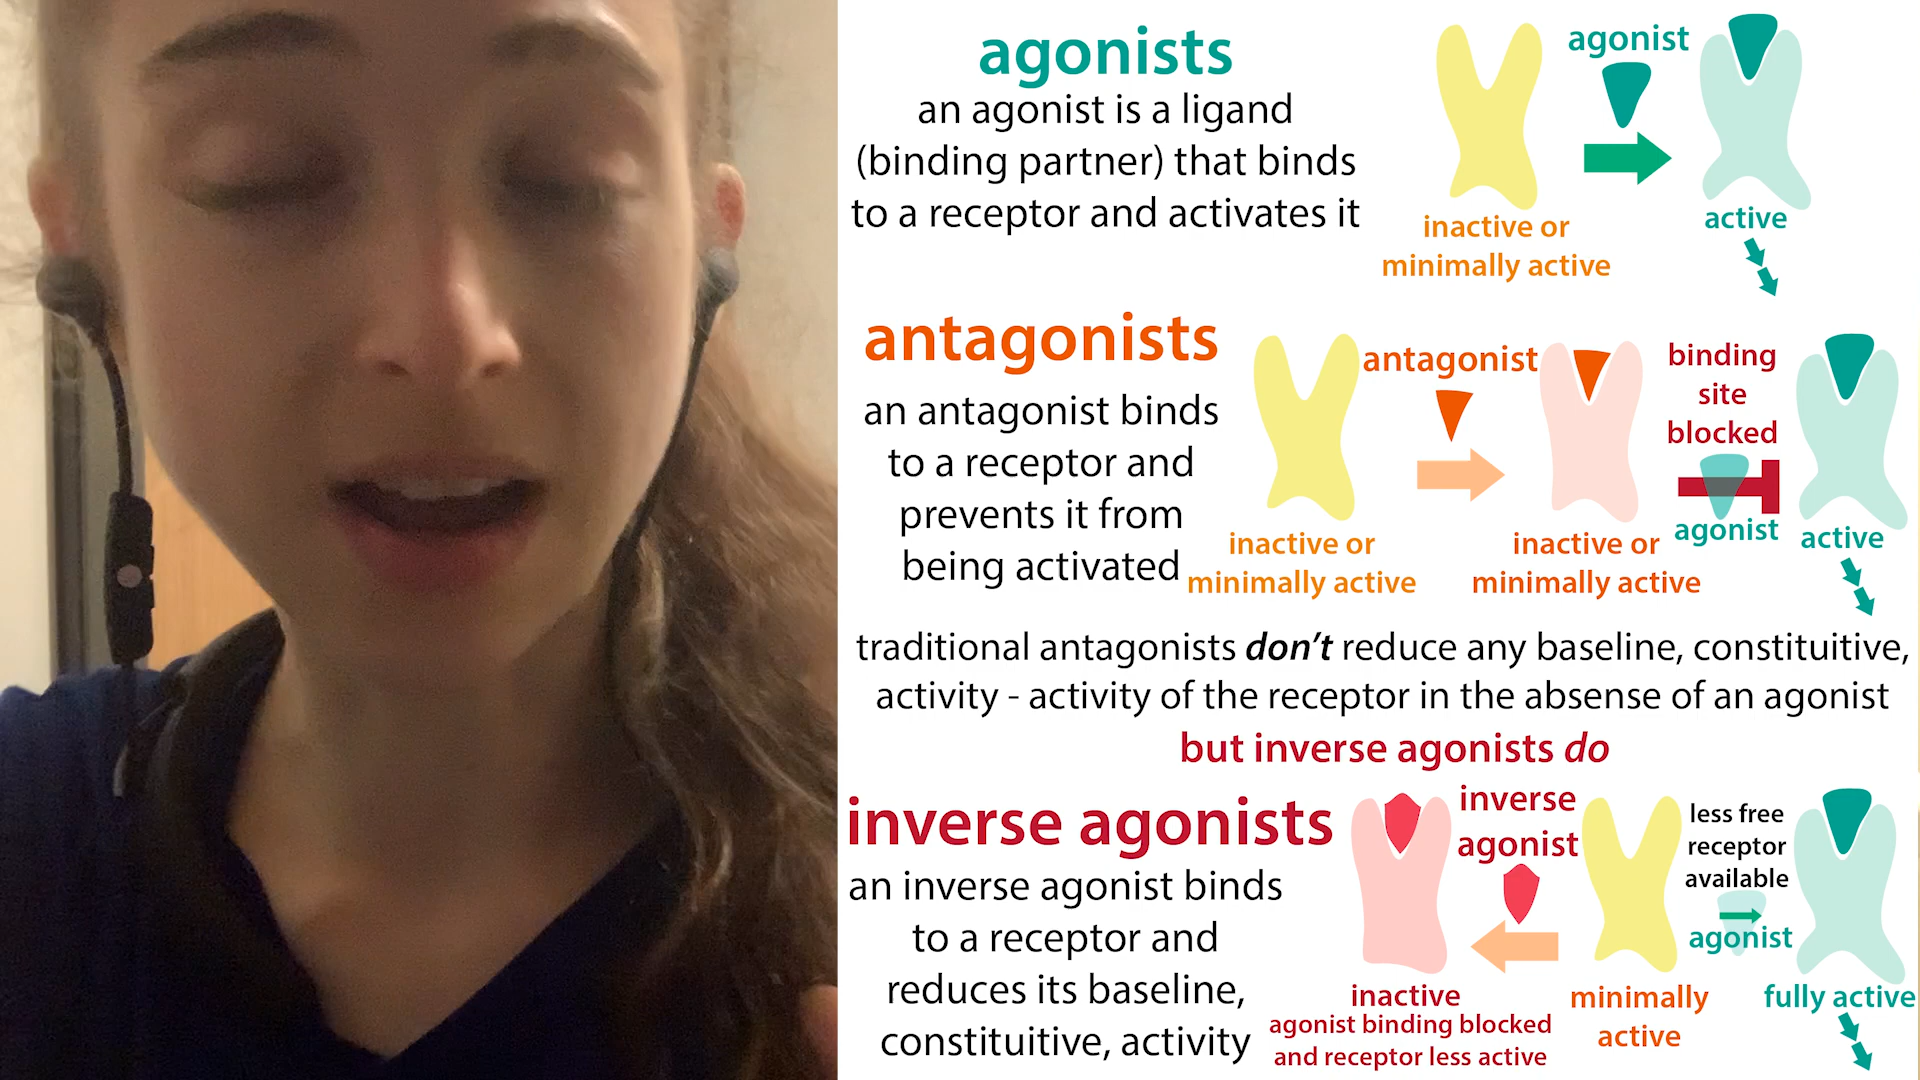 agonists
an agonist is a ligand
(binding partner) that binds
to a receptor and activates it
agonist
inactive or
minimally active
active
antagonists
an antagonist binds
to a receptor and
prevents it from
being activated
antagonist
inactive or
minimally active
inactive or
minimally active
binding
site
blocked
agonist
active
traditional antagonists don't reduce any baseline, constituitive,
activity - activity of the receptor in the absense of an agonist
but inverse agonists do
inverse agonists
an inverse agonist binds
to a receptor and
reduces its baseline,
constituitive, activity
inverse
agonist
inactive
agonist binding blocked
and receptor less active
minimally
active
less free
receptor
available
agonist
fully active